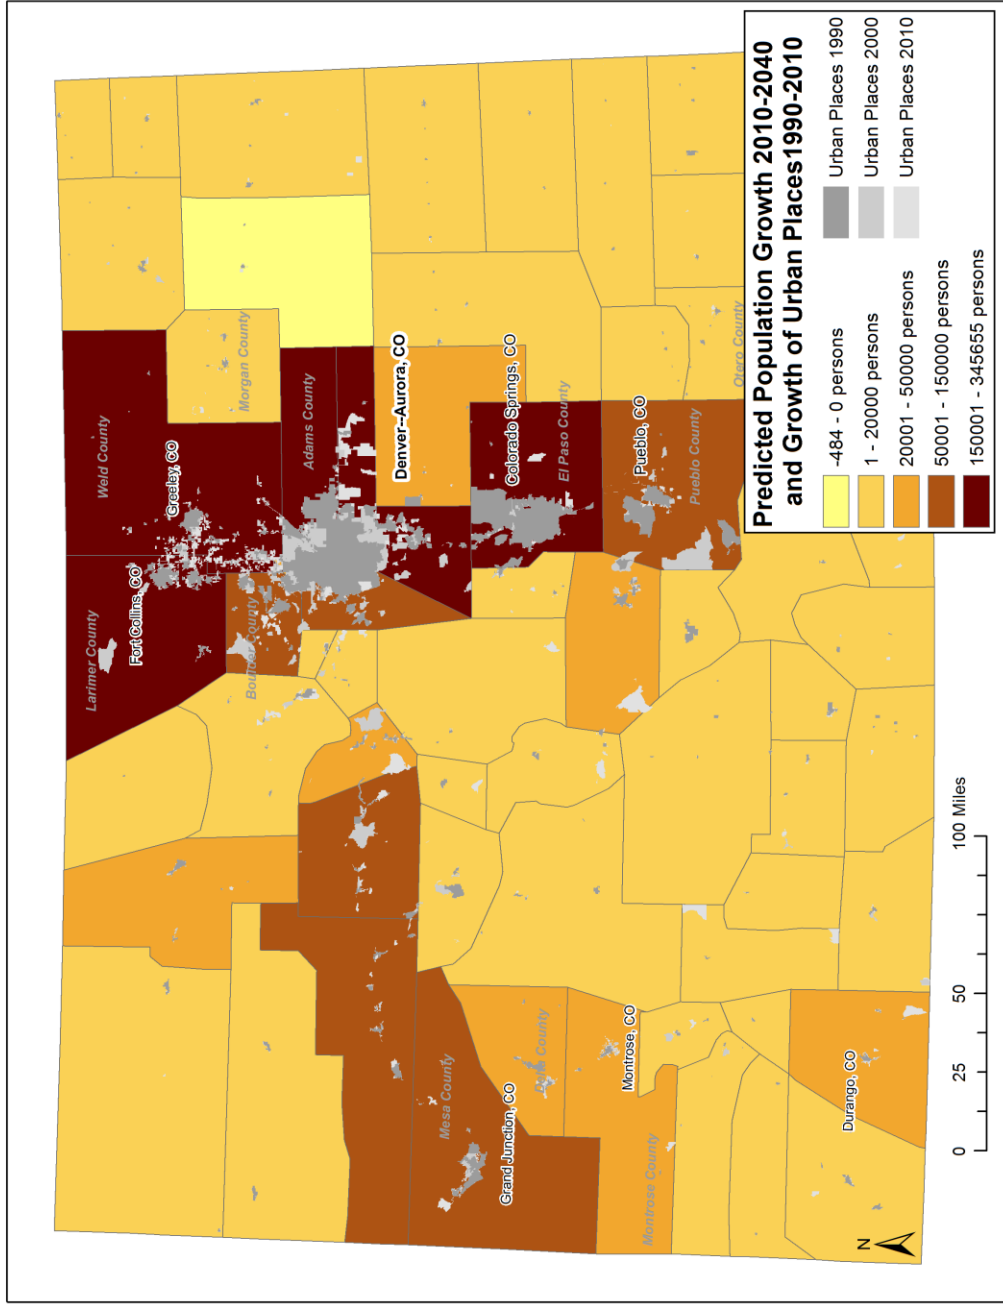 Larimer County
Weld County
Fort Collins, CO
Greeley, CO
Morgan County
Boulder County
Adams County
Denver--Aurora, CO
Mesa County
Grand Junction, CO
Colorado Springs, CO
El Paso County
Delta County
Montrose, CO
Pueblo, CO
Montrose County
Pueblo County
Otero County
Durango, CO
N
0 25 50 100 Miles
Predicted Population Growth 2010-2040
and Growth of Urban Places1990-2010
-484 - 0 persons
1 - 20000 persons
20001 - 50000 persons
50001 - 150000 persons
150001 - 345655 persons
Urban Places 1990
Urban Places 2000
Urban Places 2010